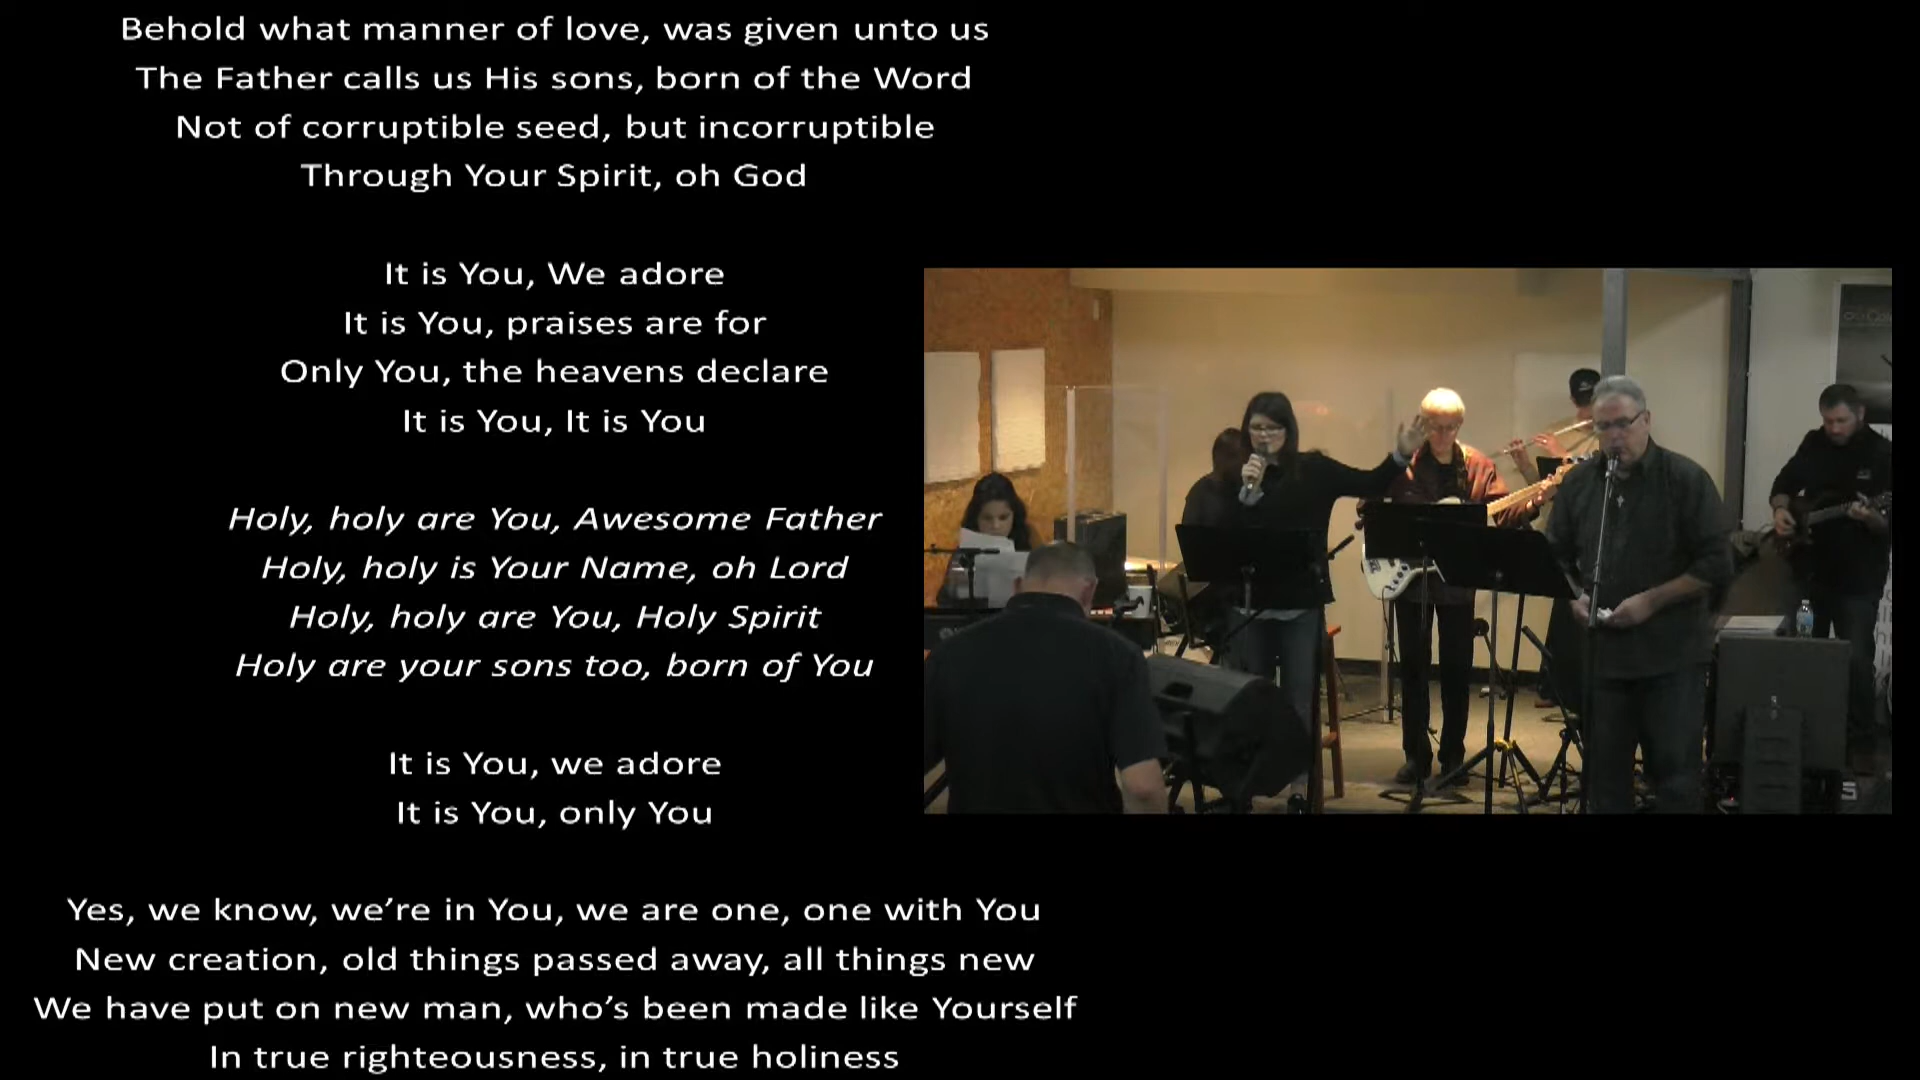 Behold what manner of love, was given unto us
The Father calls us His sons, born of the Word
Not of corruptible seed, but incorruptible
Through Your Spirit, oh God
It is You, We adore
It is You, praises are for
Only You, the heavens declare
It is You, It is You
Holy, holy are You, Awesome Father
Holy, holy is Your Name, oh Lord
Holy, holy are You, Holy Spirit
Holy are your sons too, born of You
It is You, we adore
It is You, only You
Yes, we know, we’re in You, we are one, one with You
New creation, old things passed away, all things new
We have put on new man, who’s been made like Yourself
In true righteousness, in true holiness